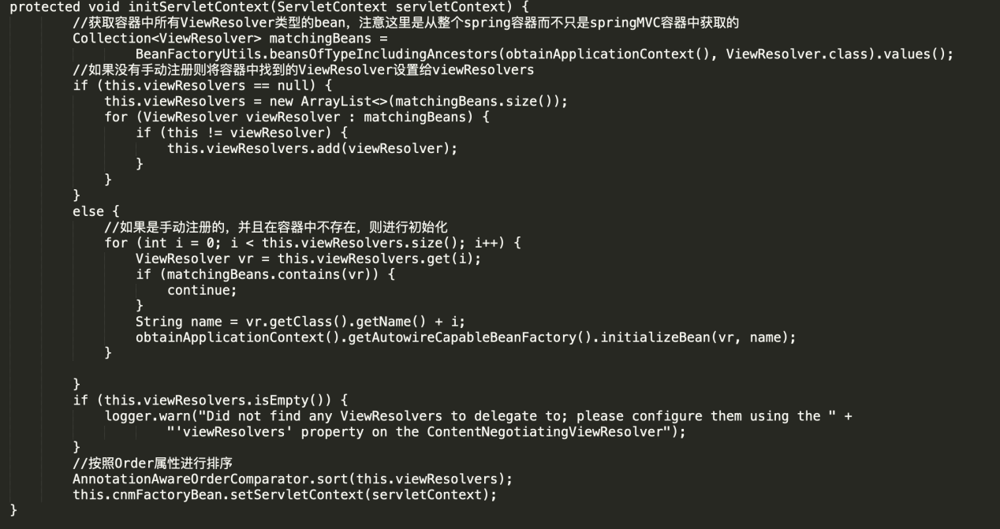 protected void initServletContext(ServletContext servletContext) {
//获取容器中所有ViewResolver类型的bean，注意这里是从整个spring容器而不只是springMVC容器中获取的
Collection<ViewResolver> matchingBeans =
BeanFactoryUtils.beansOfTypeIncludingAncestors(obtainApplicationContext(), ViewResolver.class).values();
//如果没有手动注册则将容器中找到的ViewResolver设置给viewResolvers
if (this.viewResolvers == null) {
this.viewResolvers = new ArrayList<>(matchingBeans.size());
for (ViewResolver viewResolver : matchingBeans) {
if (this != viewResolver) {
this.viewResolvers.add(viewResolver);
}
}
}
else {
//如果是手动注册的，并且在容器中不存在，则进行初始化
for (int i = 0; i < this.viewResolvers.size(); i++) {
ViewResolver vr = this.viewResolvers.get(i);
if (matchingBeans.contains(vr)) {
continue;
}
String name = vr.getClass().getName() + i;
obtainApplicationContext().getAutowireCapableBeanFactory().initializeBean(vr, name);
}
}
if (this.viewResolvers.isEmpty()) {
logger.warn("Did not find any ViewResolvers to delegate to; please configure them using the " +
"'viewResolvers' property on the ContentNegotiatingViewResolver");
}
//按照Order属性进行排序
AnnotationAwareOrderComparator.sort(this.viewResolvers);
this.cnmFactoryBean.setServletContext(servletContext);
}